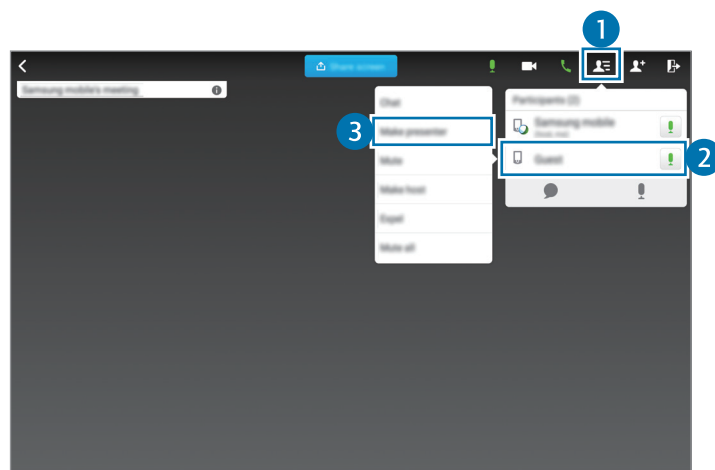 1
Share screen
Samsung mobile's meeting
Chat
Participants (2)
3
Make presenter
Samsung mobile
Mute
Guest
2
Make host
Expel
Mute all